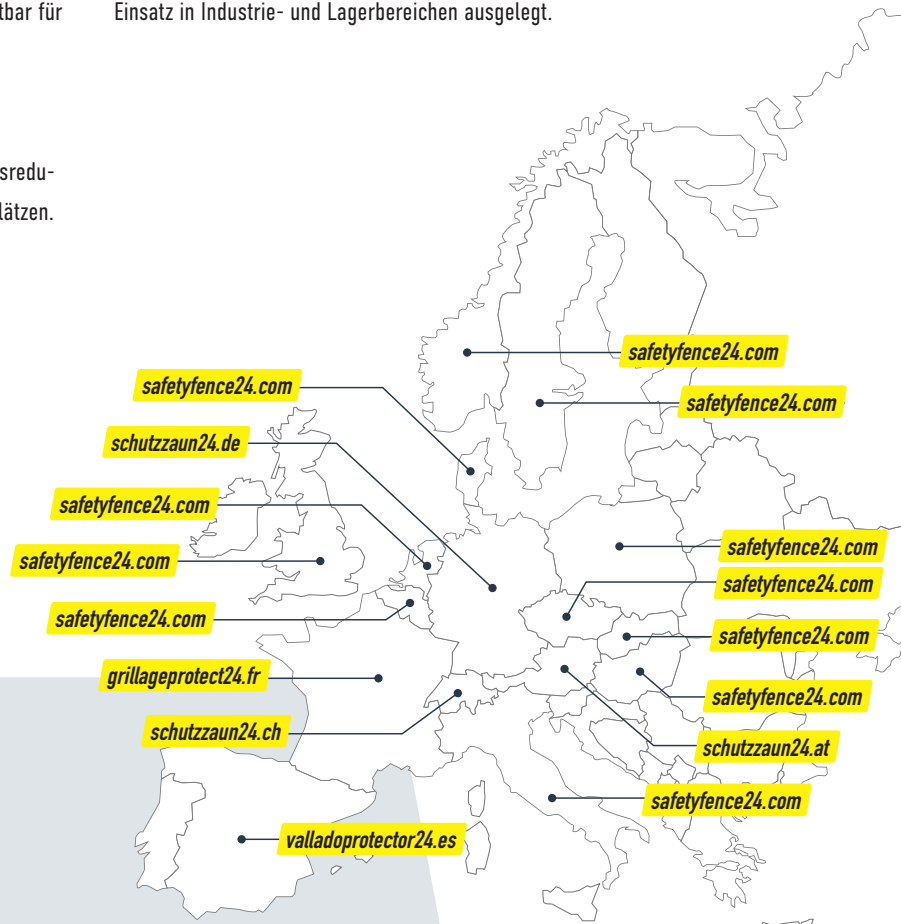 tbar für
Einsatz in Industrie- und Lagerbereichen ausgelegt.
sredu-
lätzen.
safetyfence24.com
safetyfence24.com
safetyfence24.com
schutzzaun24.de
safetyfence24.com
safetyfence24.com
safetyfence24.com
safetyfence24.com
safetyfence24.com
safetyfence24.com
grillageprotect24.fr
safetyfence24.com
schutzzaun24.ch
schutzzaun24.at
safetyfence24.com
valladoprotector24.es